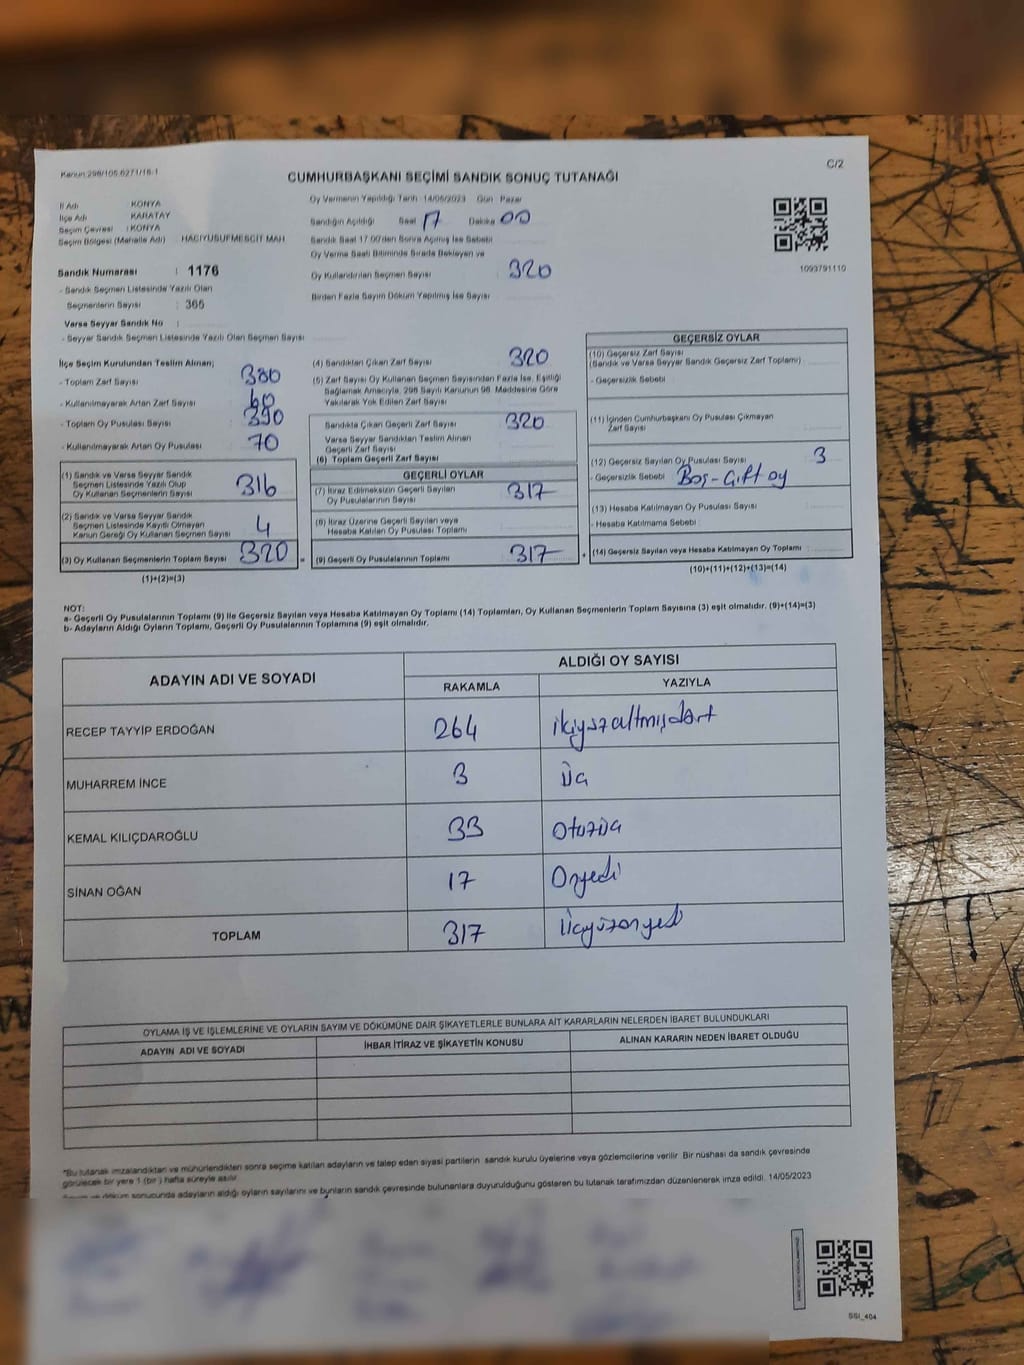 Kanun:298/105,6271/16-1
C/2
CUMHURBAŞKANI SEÇİMİ SANDIK SONUÇ TUTANAĞI
İl Adı : KONYA
İlçe Adı : KARATAY
Seçim Çevresi : KONYA
Seçim Bölgesi (Mahalle Adı) : HACIYUSUFMESCİT MAH
Sandık Numarası : 1176
- Sandık Seçmen Listesinde Yazılı Olan
Seçmenlerin Sayısı : 365
Varsa Seyyar Sandık No :
- Seyyar Sandık Seçmen Listesinde Yazılı Olan Seçmen Sayısı
Oy Vermenin Yapıldığı Tarih 14/05/2023 Gün Pazar
Sandığın Açıldığı Saat 17 Dakika 00
Sandık Saat 17:00'den Sonra Açılmış İse Sebebi
Oy Verme Saati Bitiminde Sırada Bekleyen ve
Oy Kullandırılan Seçmen Sayısı 320
Birden Fazla Sayım Döküm Yapılmış İse Sayısı
1093791110
İlçe Seçim Kurulundan Teslim Alınan;
- Toplam Zarf Sayısı : 380
- Kullanılmayarak Artan Zarf Sayısı : 60
- Toplam Oy Pusulası Sayısı : 390
- Kullanılmayarak Artan Oy Pusulası : 70
(1) Sandık ve Varsa Seyyar Sandık
Seçmen Listesinde Yazılı Olup
Oy Kullanan Seçmenlerin Sayısı 316
(2) Sandık ve Varsa Seyyar Sandık
Seçmen Listesinde Kayıtlı Olmayan
Kanun Gereği Oy Kullanan Seçmen Sayısı 4
(3) Oy Kullanan Seçmenlerin Toplam Sayısı 320
(1)+(2)=(3)
(4) Sandıktan Çıkan Zarf Sayısı 320
(5) Zarf Sayısı Oy Kullanan Seçmen Sayısından Fazla İse, Eşitliği
Sağlamak Amacıyla, 298 Sayılı Kanunun 98. Maddesine Göre
Yakılarak Yok Edilen Zarf Sayısı
Sandıkta Çıkan Geçerli Zarf Sayısı 320
Varsa Seyyar Sandıktan Teslim Alınan
Geçerli Zarf Sayısı
(6) Toplam Geçerli Zarf Sayısı
GEÇERLİ OYLAR
(7) İtiraz Edilmeksizin Geçerli Sayılan
Oy Pusulalarının Sayısı 317
(8) İtiraz Üzerine Geçerli Sayılan veya
Hesaba Katılan Oy Pusulası Toplamı
(9) Geçerli Oy Pusulalarının Toplamı 317
GEÇERSİZ OYLAR
(10) Geçersiz Zarf Sayısı
(Sandık ve Varsa Seyyar Sandık Geçersiz Zarf Toplamı)
- Geçersizlik Sebebi
(11) İçinden Cumhurbaşkanı Oy Pusulası Çıkmayan
Zarf Sayısı
(12) Geçersiz Sayılan Oy Pusulası Sayısı 3
- Geçersizlik Sebebi Boş-Çift oy
(13) Hesaba Katılmayan Oy Pusulası Sayısı
- Hesaba Katılmama Sebebi :
(14) Geçersiz Sayılan veya Hesaba Katılmayan Oy Toplamı
(10)+(11)+(12)+(13)=(14)
NOT:
a- Geçerli Oy Pusulalarının Toplamı (9) ile Geçersiz Sayılan veya Hesaba Katılmayan Oy Toplamı (14) Toplamları, Oy Kullanan Seçmenlerin Toplam Sayısına (3) eşit olmalıdır. (9)+(14)=(3)
b- Adayların Aldığı Oyların Toplamı, Geçerli Oy Pusulalarının Toplamına (9) eşit olmalıdır.
ADAYIN ADI VE SOYADI
ALDIĞI OY SAYISI
RAKAMLA YAZIYLA
RECEP TAYYİP ERDOĞAN 264 ikiyüzaltmışdört
MUHARREM İNCE 3 üç
KEMAL KILIÇDAROĞLU 33 Otuzüç
SİNAN OĞAN 17 Onyedi
TOPLAM 317 üçyüzonyedi
OYLAMA İŞ VE İŞLEMLERİNE VE OYLARIN SAYIM VE DÖKÜMÜNE DAİR ŞİKAYETLERLE BUNLARA AİT KARARLARIN NELERDEN İBARET BULUNDUKLARI
ADAYIN ADI VE SOYADI İHBAR İTİRAZ VE ŞİKAYETİN KONUSU ALINAN KARARIN NEDEN İBARET OLDUĞU
*Bu tutanak imzalandıktan ve mühürlendikten sonra seçime katılan adayların ve talep eden siyasi partilerin sandık kurulu üyelerine veya gözlemcilerine verilir. Bir nüshası da sandık çevresinde
görülecek bir yere 1 (bir) hafta süreyle asılır.
döküm sonucunda adayların aldığı oyların sayılarını ve bunların sandık çevresinde bulunanlara duyurulduğunu gösteren bu tutanak tarafımızdan düzenlenerek imza edildi. 14/05/2023
SSI_404